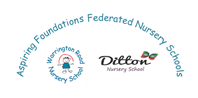 Aspiring Foundations Federated Nursery Schools
Warrington Road
Nursery School
Ditton
Nursery School